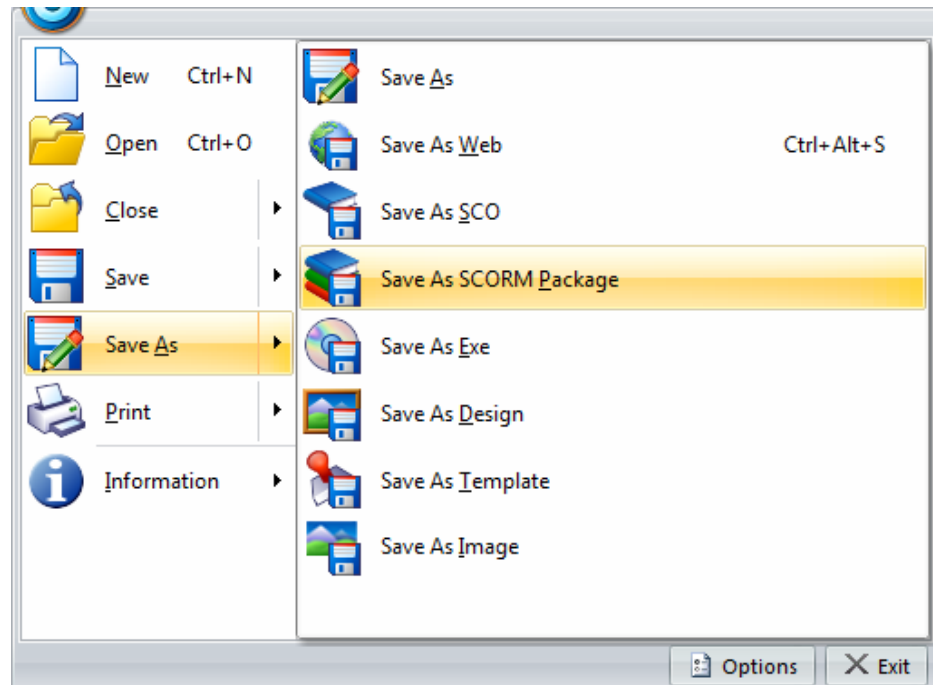 New Ctrl+N
Open Ctrl+O
Close
Save
Save As
Print
Information
Save As
Save As Web Ctrl+Alt+S
Save As SCO
Save As SCORM Package
Save As Exe
Save As Design
Save As Template
Save As Image
Options
Exit